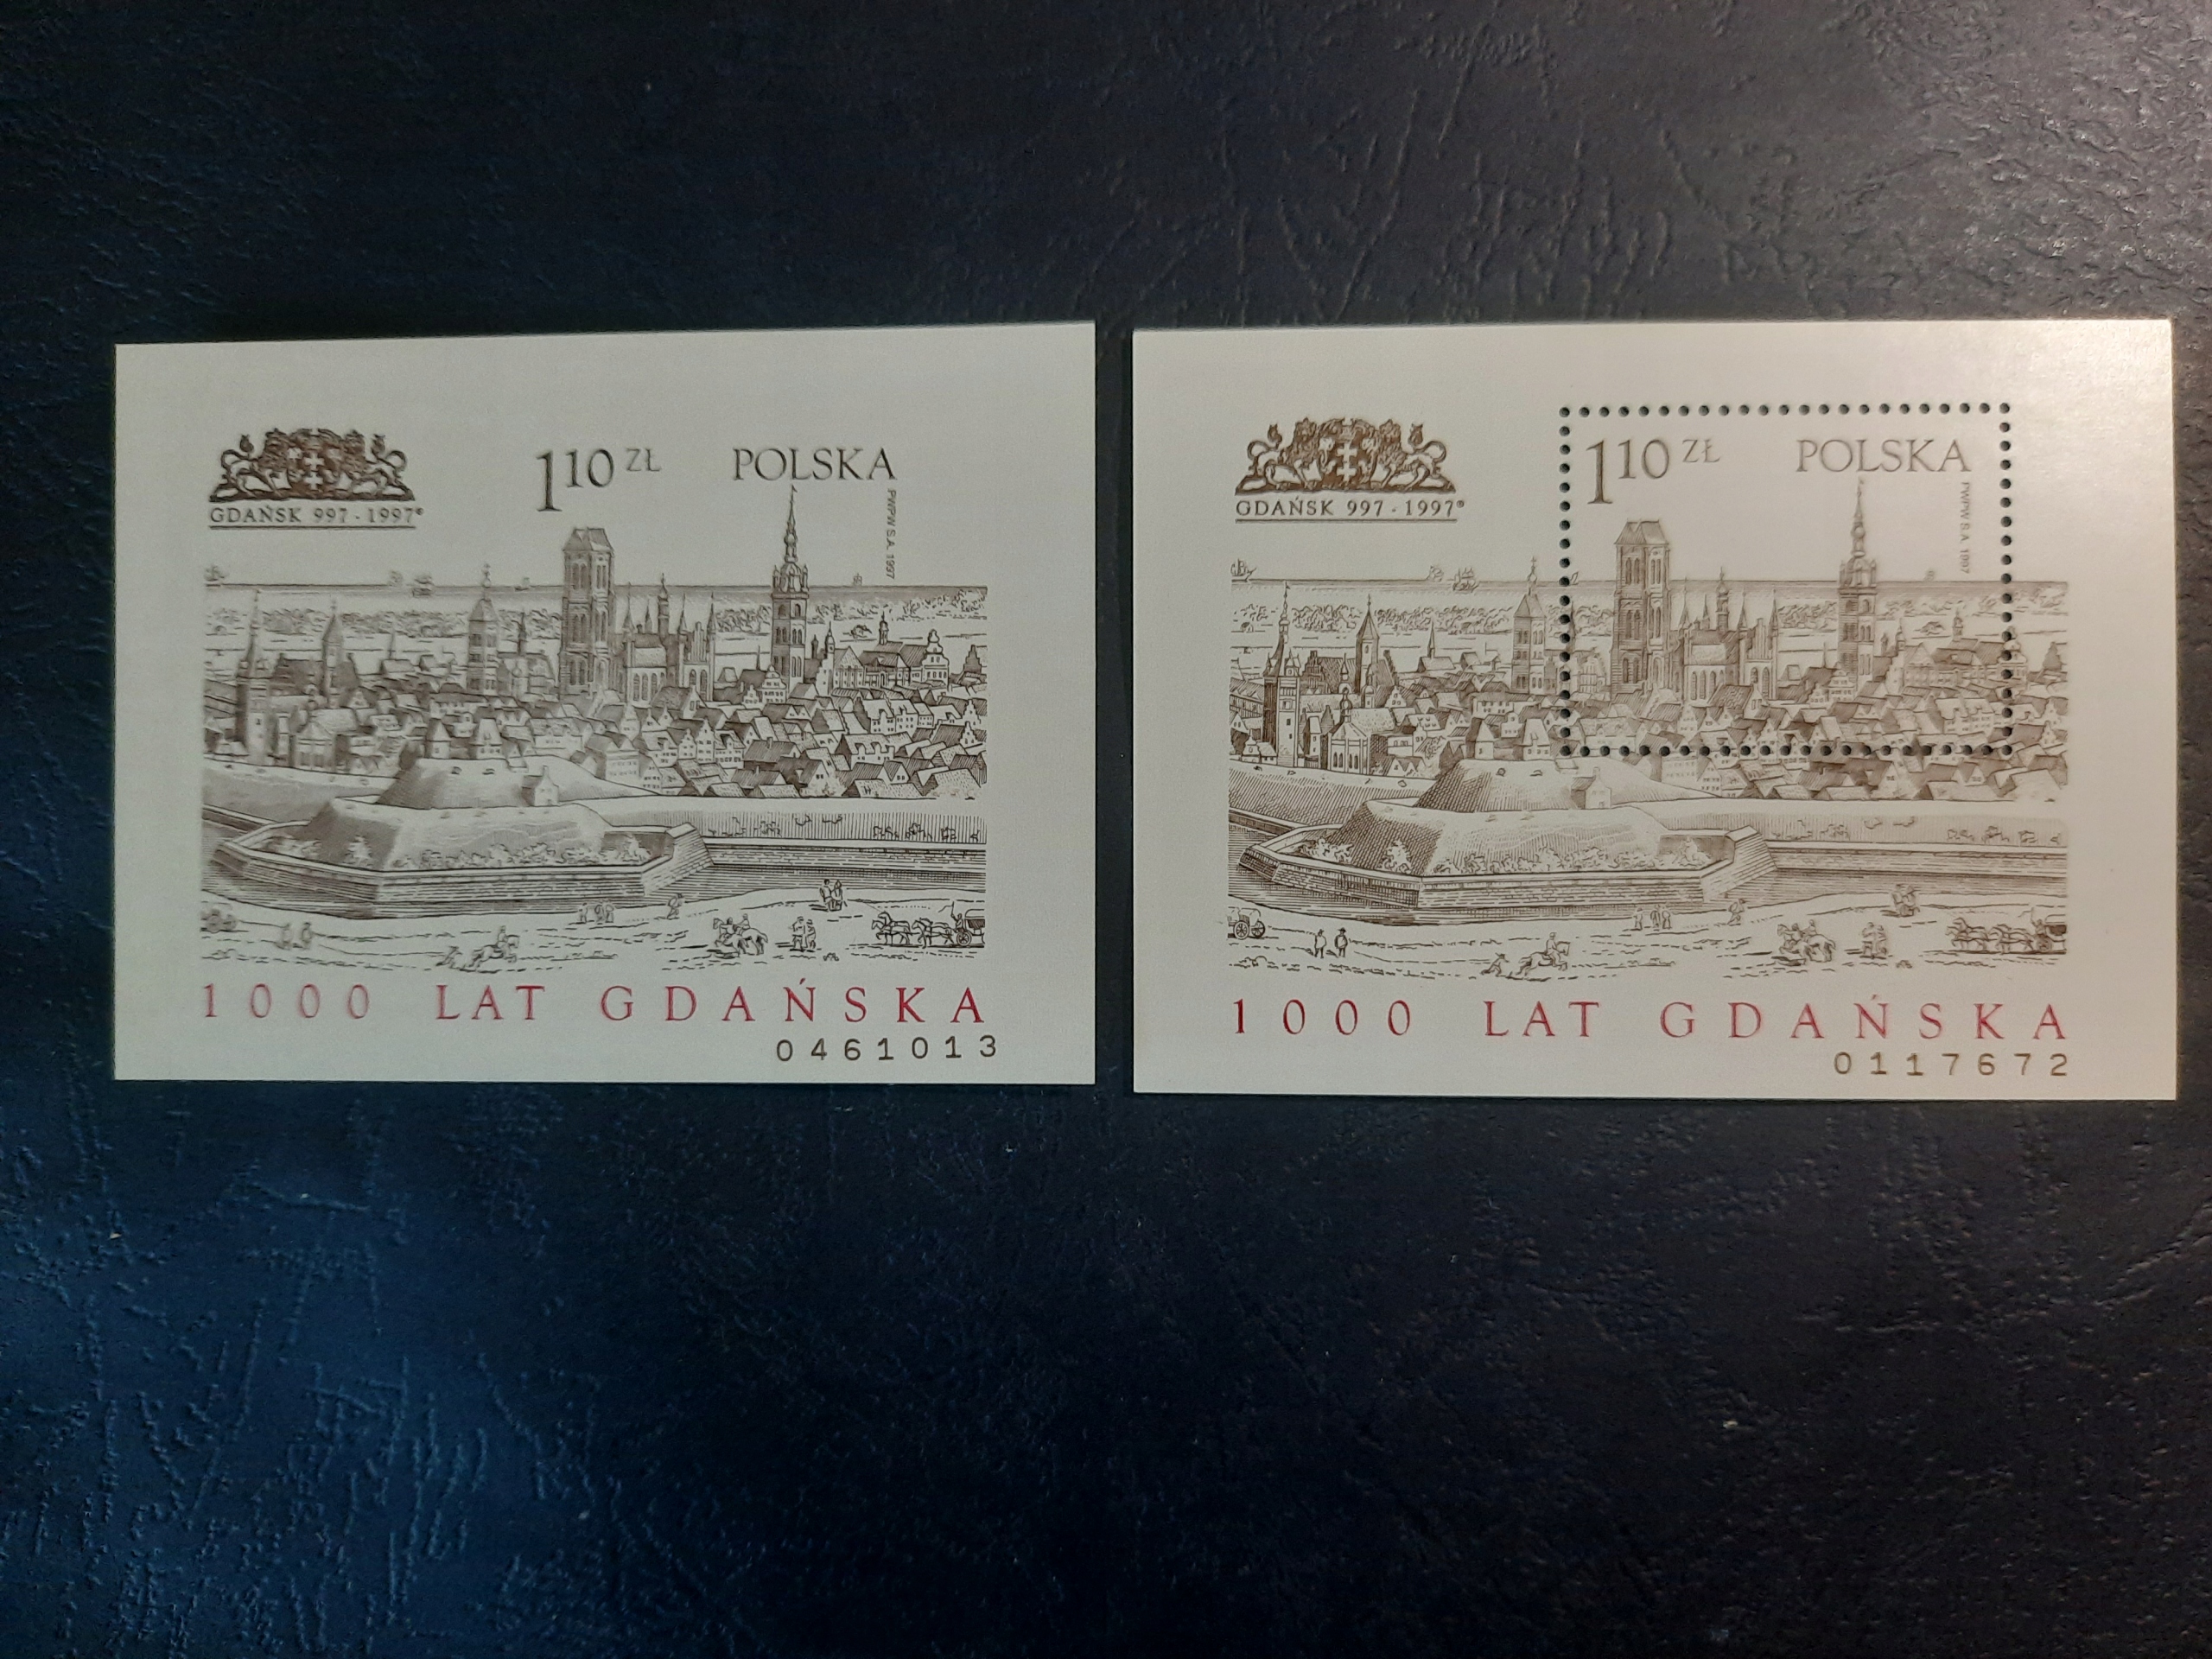 1 10 ZŁ POLSKA
GDAŃSK 997 - 1997®
PWPW S.A. 1997
1000 LAT GDAŃSKA
0461013
1 10 ZŁ POLSKA
GDAŃSK 997 - 1997®
PWPW S.A. 1997
1000 LAT GDAŃSKA
0117672